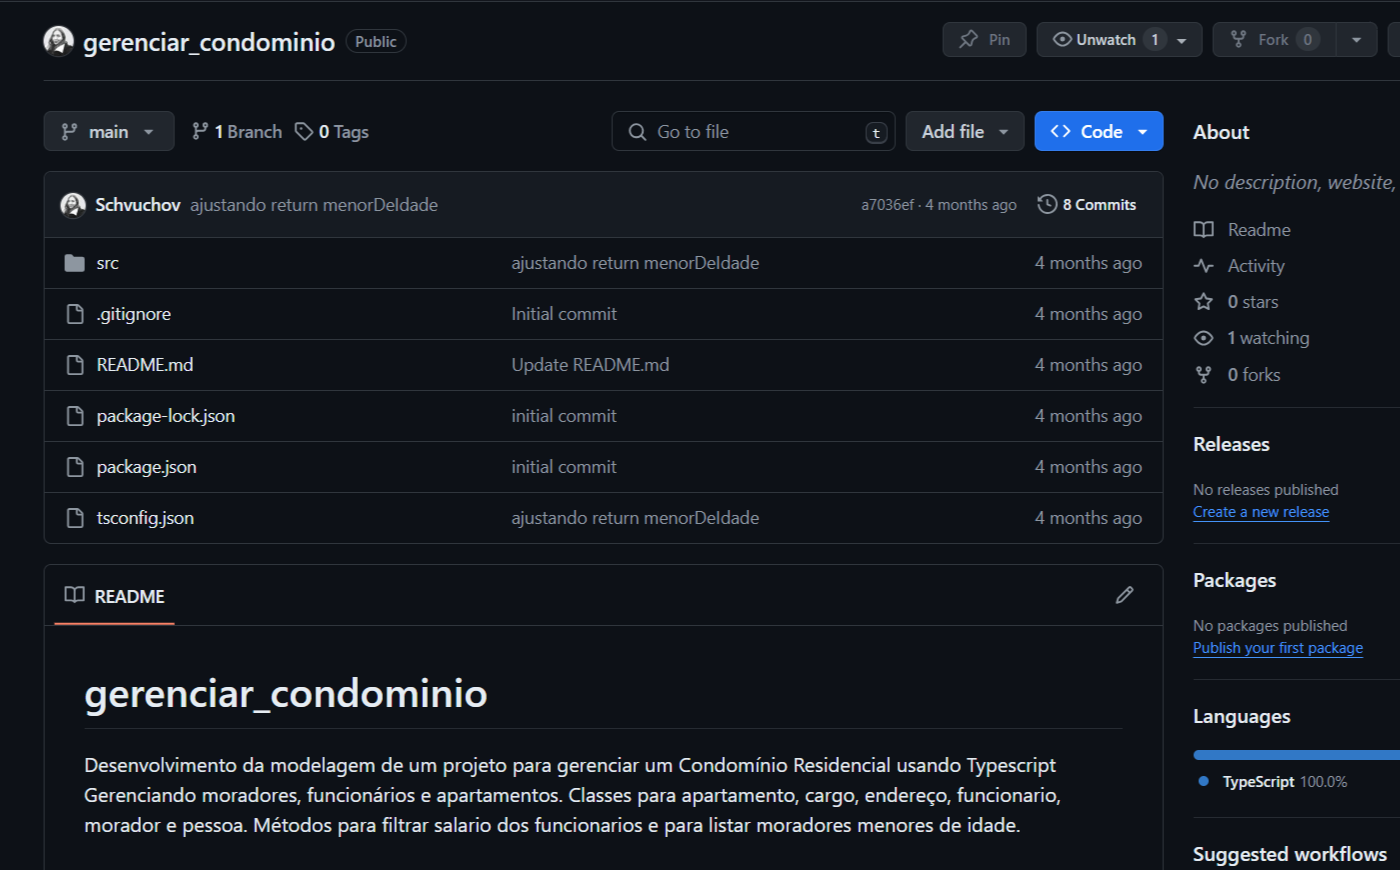 gerenciar_condominio Public Pin Unwatch 1 Fork 0
main 1 Branch 0 Tags Go to file t Add file Code
Schvuchov ajustando return menorDeIdade a7036ef · 4 months ago 8 Commits
src ajustando return menorDeIdade 4 months ago
.gitignore Initial commit 4 months ago
README.md Update README.md 4 months ago
package-lock.json initial commit 4 months ago
package.json initial commit 4 months ago
tsconfig.json ajustando return menorDeIdade 4 months ago
README
gerenciar_condominio
Desenvolvimento da modelagem de um projeto para gerenciar um Condomínio Residencial usando Typescript
Gerenciando moradores, funcionários e apartamentos. Classes para apartamento, cargo, endereço, funcionario,
morador e pessoa. Métodos para filtrar salario dos funcionarios e para listar moradores menores de idade.
About
No description, website,
Readme
Activity
0 stars
1 watching
0 forks
Releases
No releases published
Create a new release
Packages
No packages published
Publish your first package
Languages
TypeScript 100.0%
Suggested workflows